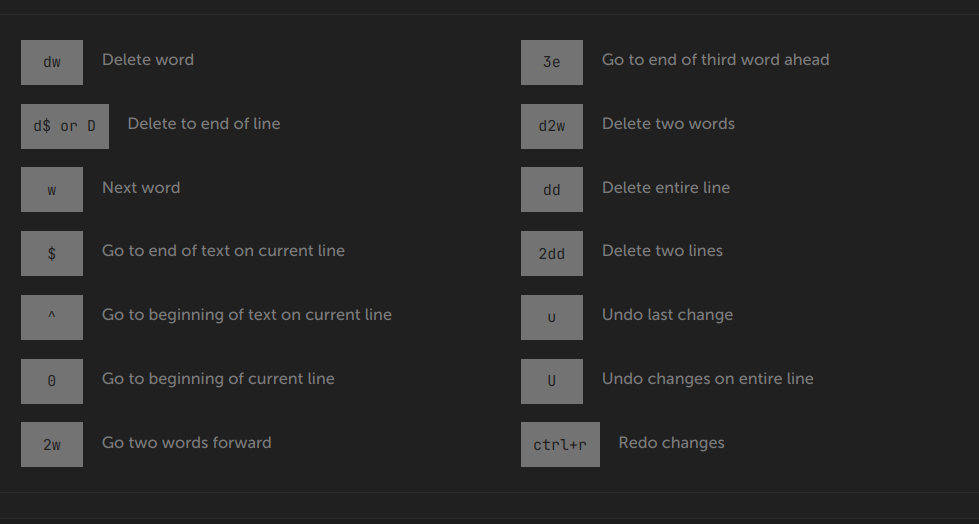 dw Delete word
d$ or D Delete to end of line
w Next word
$ Go to end of text on current line
^ Go to beginning of text on current line
0 Go to beginning of current line
2w Go two words forward
3e Go to end of third word ahead
d2w Delete two words
dd Delete entire line
2dd Delete two lines
u Undo last change
U Undo changes on entire line
ctrl+r Redo changes